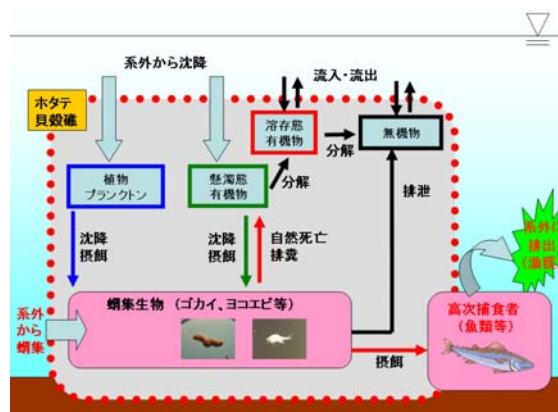 系外から沈降
流入・流出
ホタテ
貝殻礁
溶存態
有機物
分解
無機物
植物
プランクトン
懸濁態
有機物
分解
排泄
沈降
摂餌
沈降
摂餌
自然死亡
排糞
系外に
排出
(漁獲)
系外
から
蝟集
蝟集生物(ゴカイ、ヨコエビ等)
高次捕食者
(魚類等)
摂餌